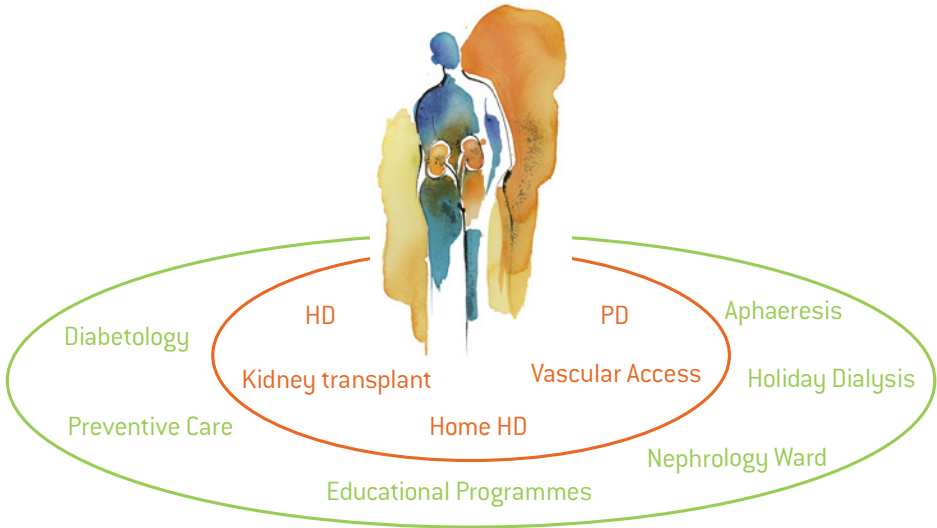 HD
PD
Aphaeresis
Diabetology
Kidney transplant
Vascular Access
Holiday Dialysis
Preventive Care
Home HD
Nephrology Ward
Educational Programmes